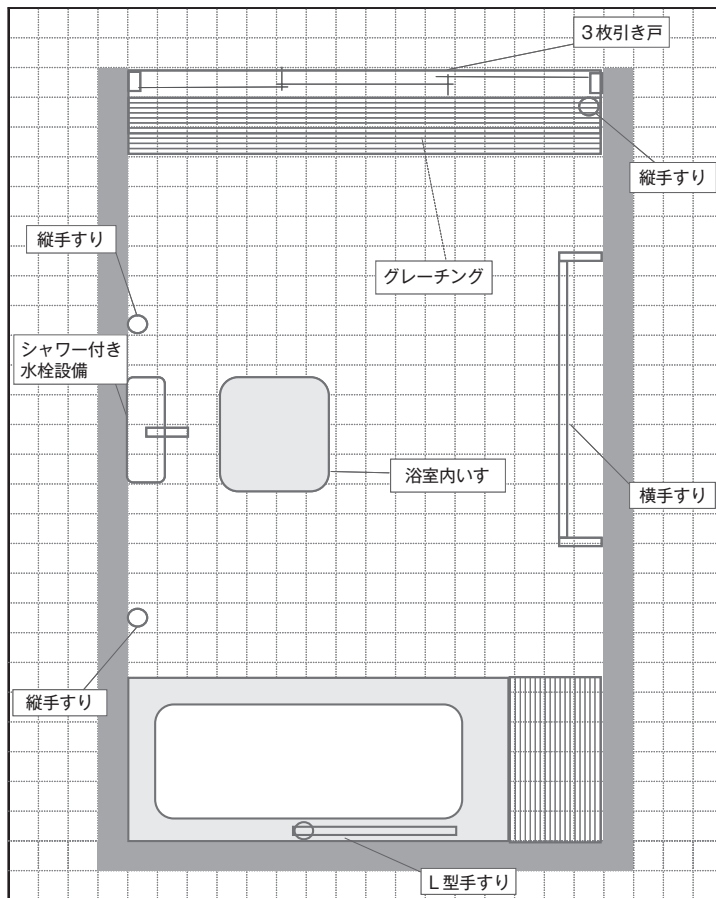 ３枚引き戸
縦手すり
グレーチング
縦手すり
シャワー付き
水栓設備
浴室内いす
横手すり
縦手すり
Ｌ型手すり